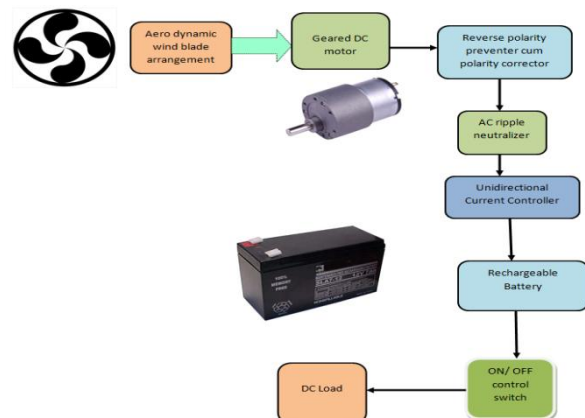 Aero dynamic
wind blade
arrangement
Geared DC
motor
Reverse polarity
preventer cum
polarity corrector
AC ripple
neutralizer
Unidirectional
Current Controller
Rechargeable
Battery
ON/ OFF
control
switch
DC Load